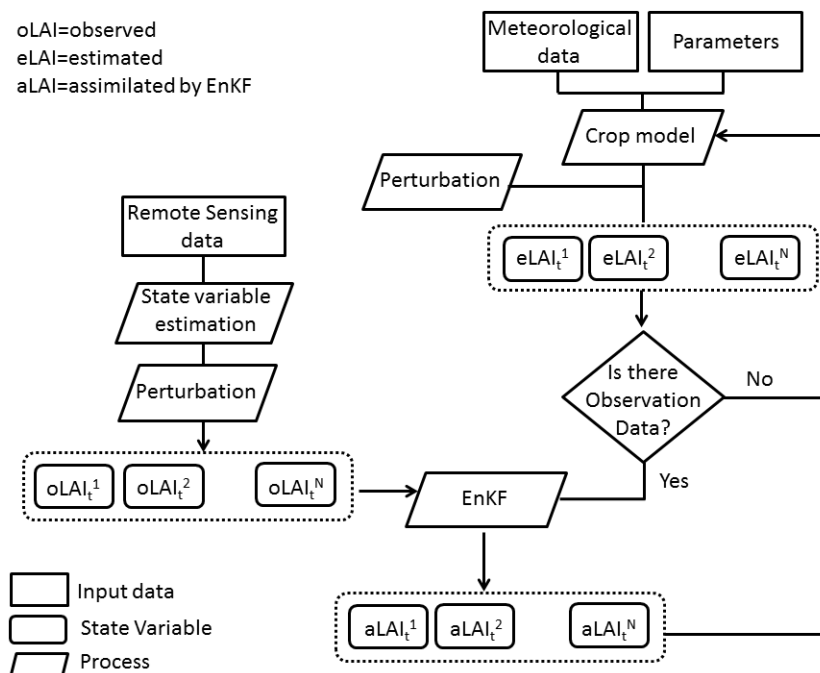 oLAI=observed
eLAI=estimated
aLAI=assimilated by EnKF
Meteorological
data
Parameters
Crop model
Perturbation
Remote Sensing
data
eLAIₜ¹ eLAIₜ² eLAIₜᴺ
State variable
estimation
Is there
Observation
Data?
No
Perturbation
Yes
oLAIₜ¹ oLAIₜ² oLAIₜᴺ
EnKF
Input data
State Variable
Process
aLAIₜ¹ aLAIₜ² aLAIₜᴺ